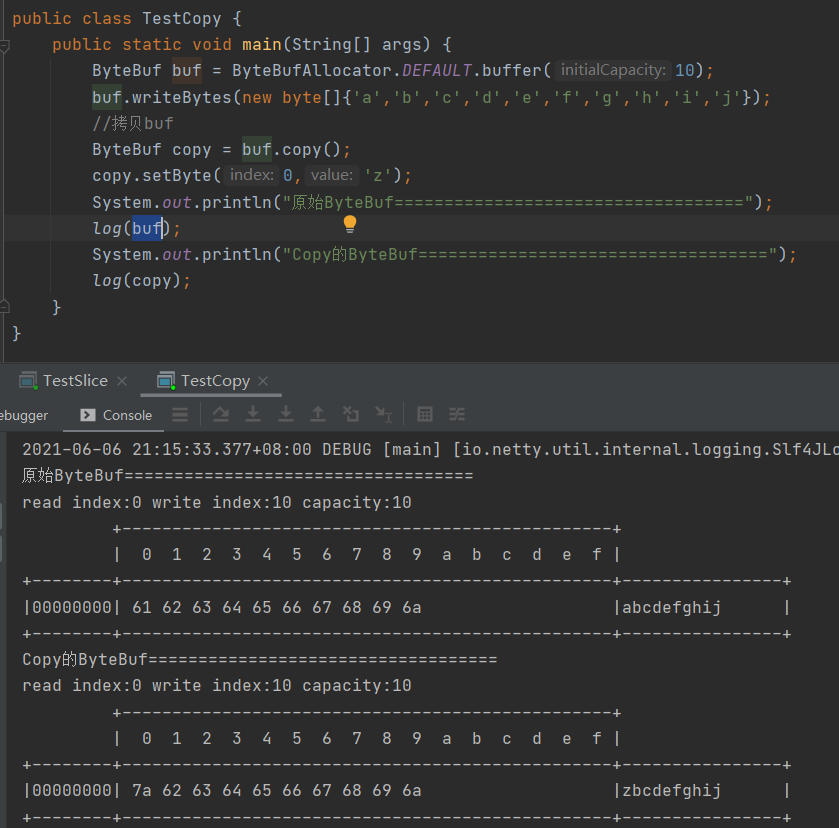 public class TestCopy {
public static void main(String[] args) {
ByteBuf buf = ByteBufAllocator.DEFAULT.buffer( initialCapacity: 10);
buf.writeBytes(new byte[]{'a','b','c','d','e','f','g','h','i','j'});
//拷贝buf
ByteBuf copy = buf.copy();
copy.setByte( index: 0, value: 'z');
System.out.println("原始ByteBuf===================================");
log(buf);
System.out.println("Copy的ByteBuf===================================");
log(copy);
}
}
TestSlice TestCopy
ebugger Console
2021-06-06 21:15:33.377+08:00 DEBUG [main] [io.netty.util.internal.logging.Slf4JLo
原始ByteBuf===================================
read index:0 write index:10 capacity:10
+-------------------------------------------------+
| 0 1 2 3 4 5 6 7 8 9 a b c d e f |
+--------+-------------------------------------------------+----------------+
|00000000| 61 62 63 64 65 66 67 68 69 6a |abcdefghij |
+--------+-------------------------------------------------+----------------+
Copy的ByteBuf===================================
read index:0 write index:10 capacity:10
+-------------------------------------------------+
| 0 1 2 3 4 5 6 7 8 9 a b c d e f |
+--------+-------------------------------------------------+----------------+
|00000000| 7a 62 63 64 65 66 67 68 69 6a |zbcdefghij |
+--------+-------------------------------------------------+----------------+